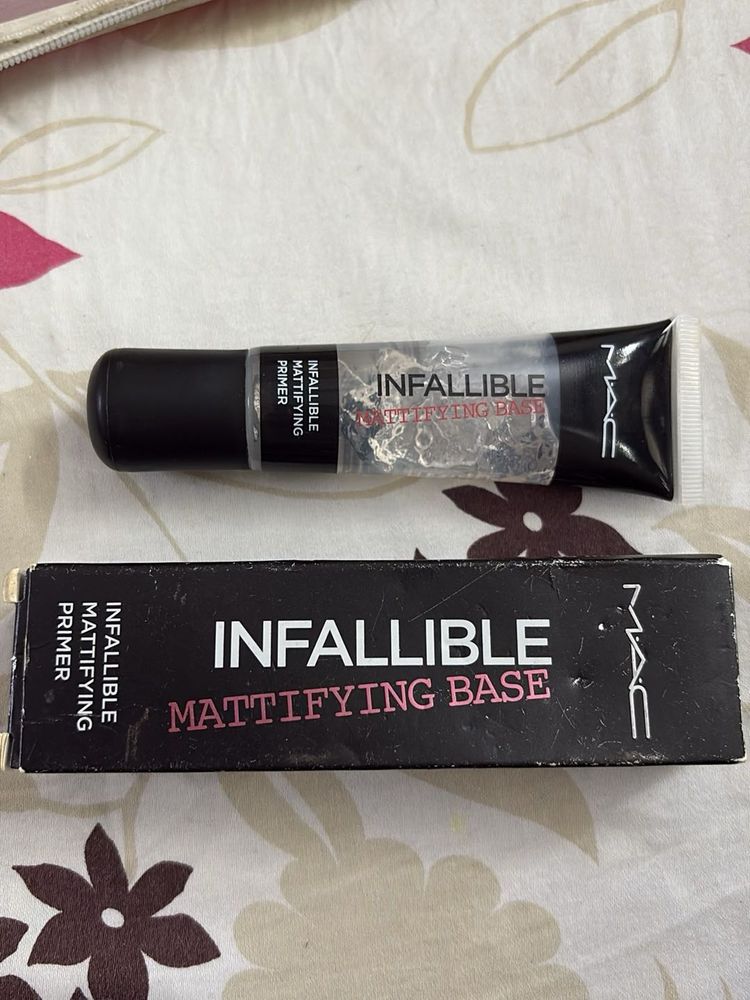 INFALLIBLE
MATTIFYING
PRIMER
INFALLIBLE
MATTIFYING BASE
MAC
INFALLIBLE
MATTIFYING
PRIMER
INFALLIBLE
MATTIFYING BASE
MAC